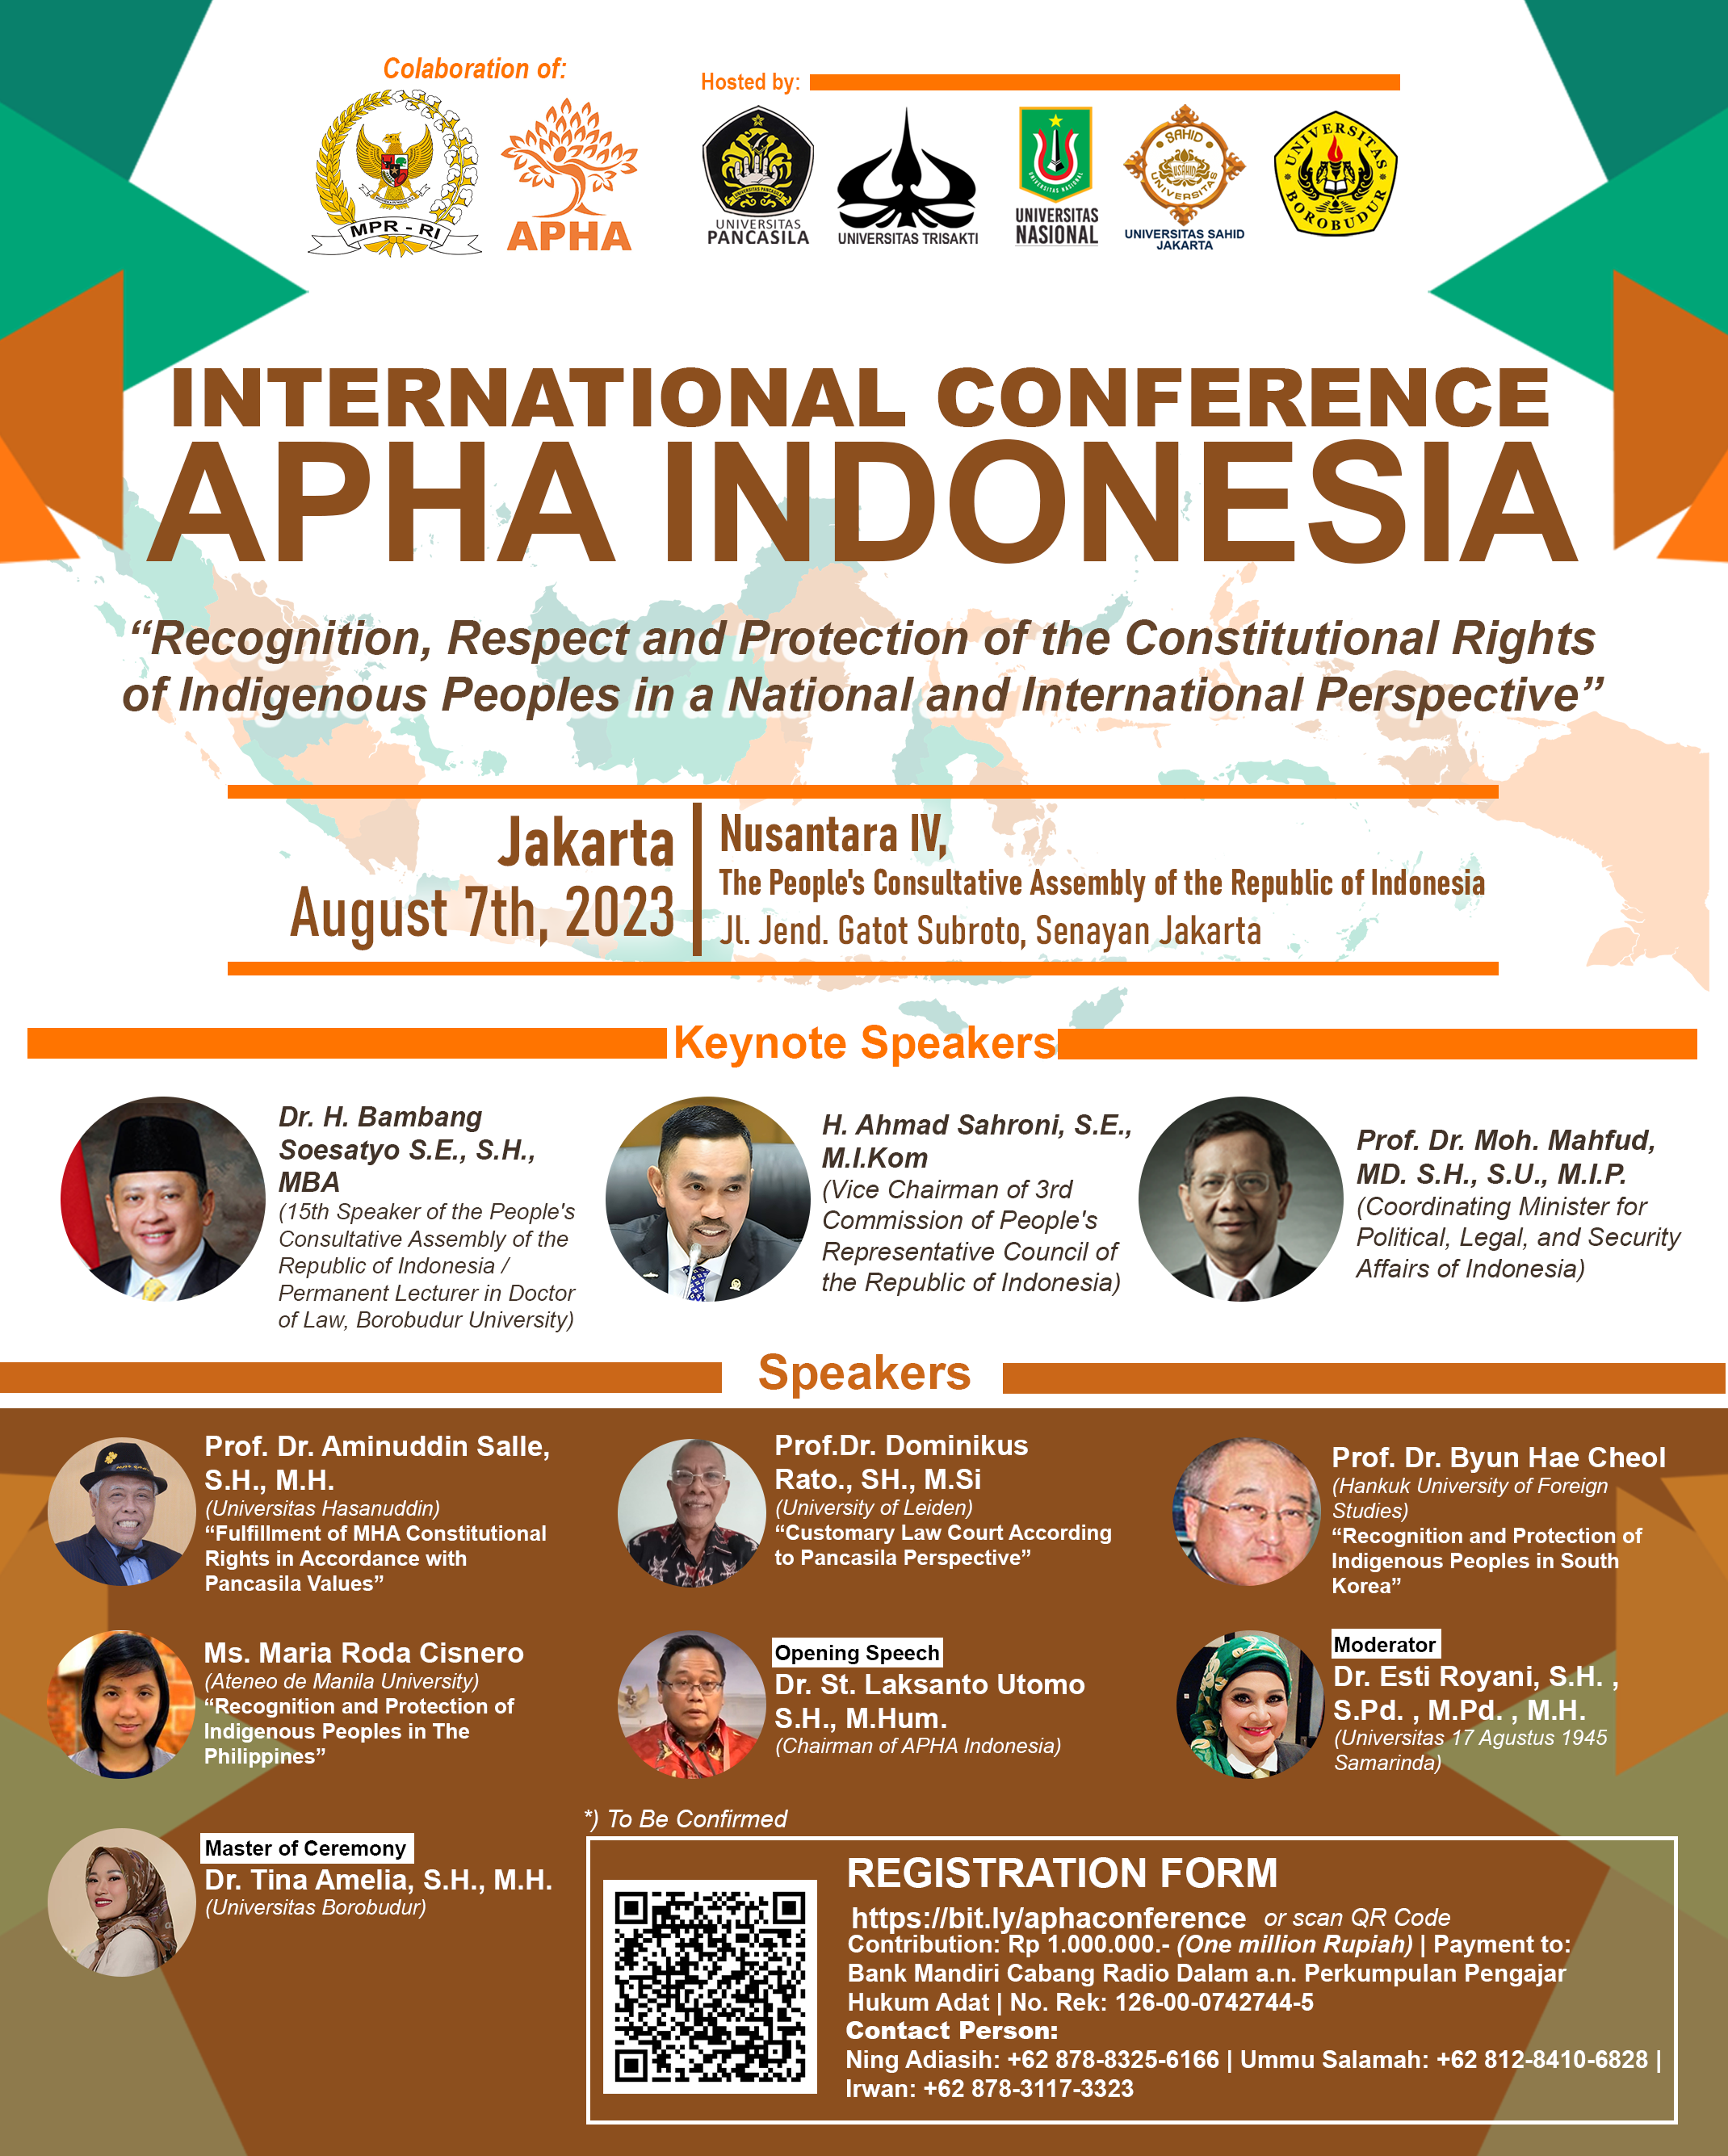 Colaboration of:
Hosted by:
MPR - RI
APHA
UNIVERSITAS PANCASILA
UNIVERSITAS
PANCASILA
UNIVERSITAS TRISAKTI
UNIVERSITAS NASIONAL
UNIVERSITAS
NASIONAL
SAHID
USAHID
UNIVERSITAS
UNIVERSITAS SAHID
JAKARTA
UNIVERSITAS
BOROBUDUR
INTERNATIONAL CONFERENCE
APHA INDONESIA
“Recognition, Respect and Protection of the Constitutional Rights
of Indigenous Peoples in a National and International Perspective”
Jakarta
August 7th, 2023
Nusantara IV,
The People's Consultative Assembly of the Republic of Indonesia
Jl. Jend. Gatot Subroto, Senayan Jakarta
Keynote Speakers
Dr. H. Bambang
Soesatyo S.E., S.H.,
MBA
(15th Speaker of the People's
Consultative Assembly of the
Republic of Indonesia /
Permanent Lecturer in Doctor
of Law, Borobudur University)
H. Ahmad Sahroni, S.E.,
M.I.Kom
(Vice Chairman of 3rd
Commission of People's
Representative Council of
the Republic of Indonesia)
Prof. Dr. Moh. Mahfud,
MD. S.H., S.U., M.I.P.
(Coordinating Minister for
Political, Legal, and Security
Affairs of Indonesia)
Speakers
Prof. Dr. Aminuddin Salle,
S.H., M.H.
(Universitas Hasanuddin)
“Fulfillment of MHA Constitutional
Rights in Accordance with
Pancasila Values”
Prof.Dr. Dominikus
Rato., SH., M.Si
(University of Leiden)
“Customary Law Court According
to Pancasila Perspective”
Prof. Dr. Byun Hae Cheol
(Hankuk University of Foreign
Studies)
“Recognition and Protection of
Indigenous Peoples in South
Korea”
Ms. Maria Roda Cisnero
(Ateneo de Manila University)
“Recognition and Protection of
Indigenous Peoples in The
Philippines”
Opening Speech
Dr. St. Laksanto Utomo
S.H., M.Hum.
(Chairman of APHA Indonesia)
Moderator
Dr. Esti Royani, S.H. ,
S.Pd. , M.Pd. , M.H.
(Universitas 17 Agustus 1945
Samarinda)
Master of Ceremony
Dr. Tina Amelia, S.H., M.H.
(Universitas Borobudur)
*) To Be Confirmed
REGISTRATION FORM
https://bit.ly/aphaconference or scan QR Code
Contribution: Rp 1.000.000.- (One million Rupiah) | Payment to:
Bank Mandiri Cabang Radio Dalam a.n. Perkumpulan Pengajar
Hukum Adat | No. Rek: 126-00-0742744-5
Contact Person:
Ning Adiasih: +62 878-8325-6166 | Ummu Salamah: +62 812-8410-6828 |
Irwan: +62 878-3117-3323